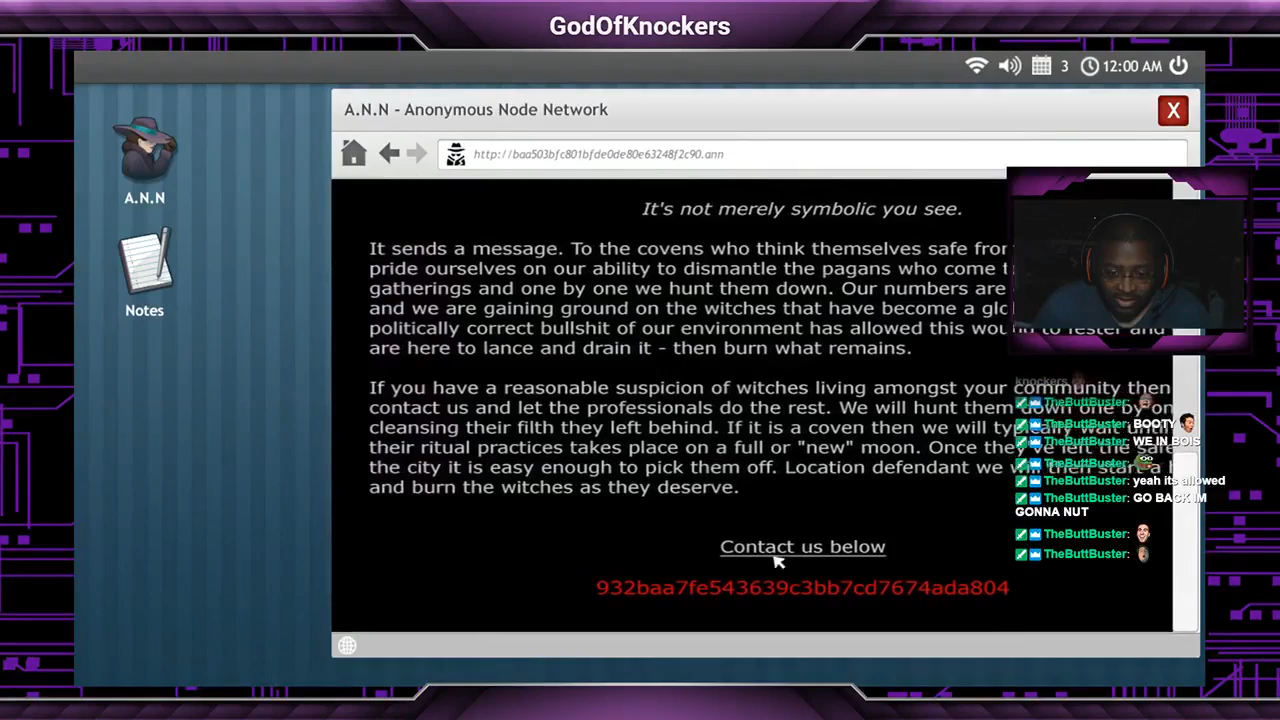 GodOfKnockers
3 12:00 AM
A.N.N - Anonymous Node Network
X
http://baa503bfc801bfde0de80e63248f2c90.ann
A.N.N
Notes
It's not merely symbolic you see.
It sends a message. To the covens who think themselves safe
pride ourselves on our ability to dismantle the pagans who come
gatherings and one by one we hunt them down. Our numbers are
and we are gaining ground on the witches that have become a
politically correct bullshit of our environment has allowed this wound to fester and
are here to lance and drain it - then burn what remains.
If you have a reasonable suspicion of witches living amongst your community then
contact us and let the professionals do the rest. We will hunt them down one by
cleansing their filth they left behind. If it is a coven then we will
their ritual practices takes place on a full or "new" moon. Once they've left the
the city it is easy enough to pick them off. Location defendant we will then
and burn the witches as they deserve.
Contact us below
932baa7fe543639c3bb7cd7674ada804
knockers
TheButtBuster:
TheButtBuster: BOOTY
TheButtBuster: WE IN BOIS
TheButtBuster:
TheButtBuster: yeah its allowed
TheButtBuster: GO BACK IM
GONNA NUT
TheButtBuster:
TheButtBuster: